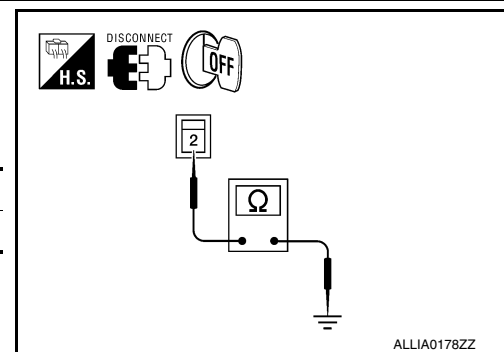 DISCONNECT
H.S.
OFF
2
Ω
ALLIA0178ZZ